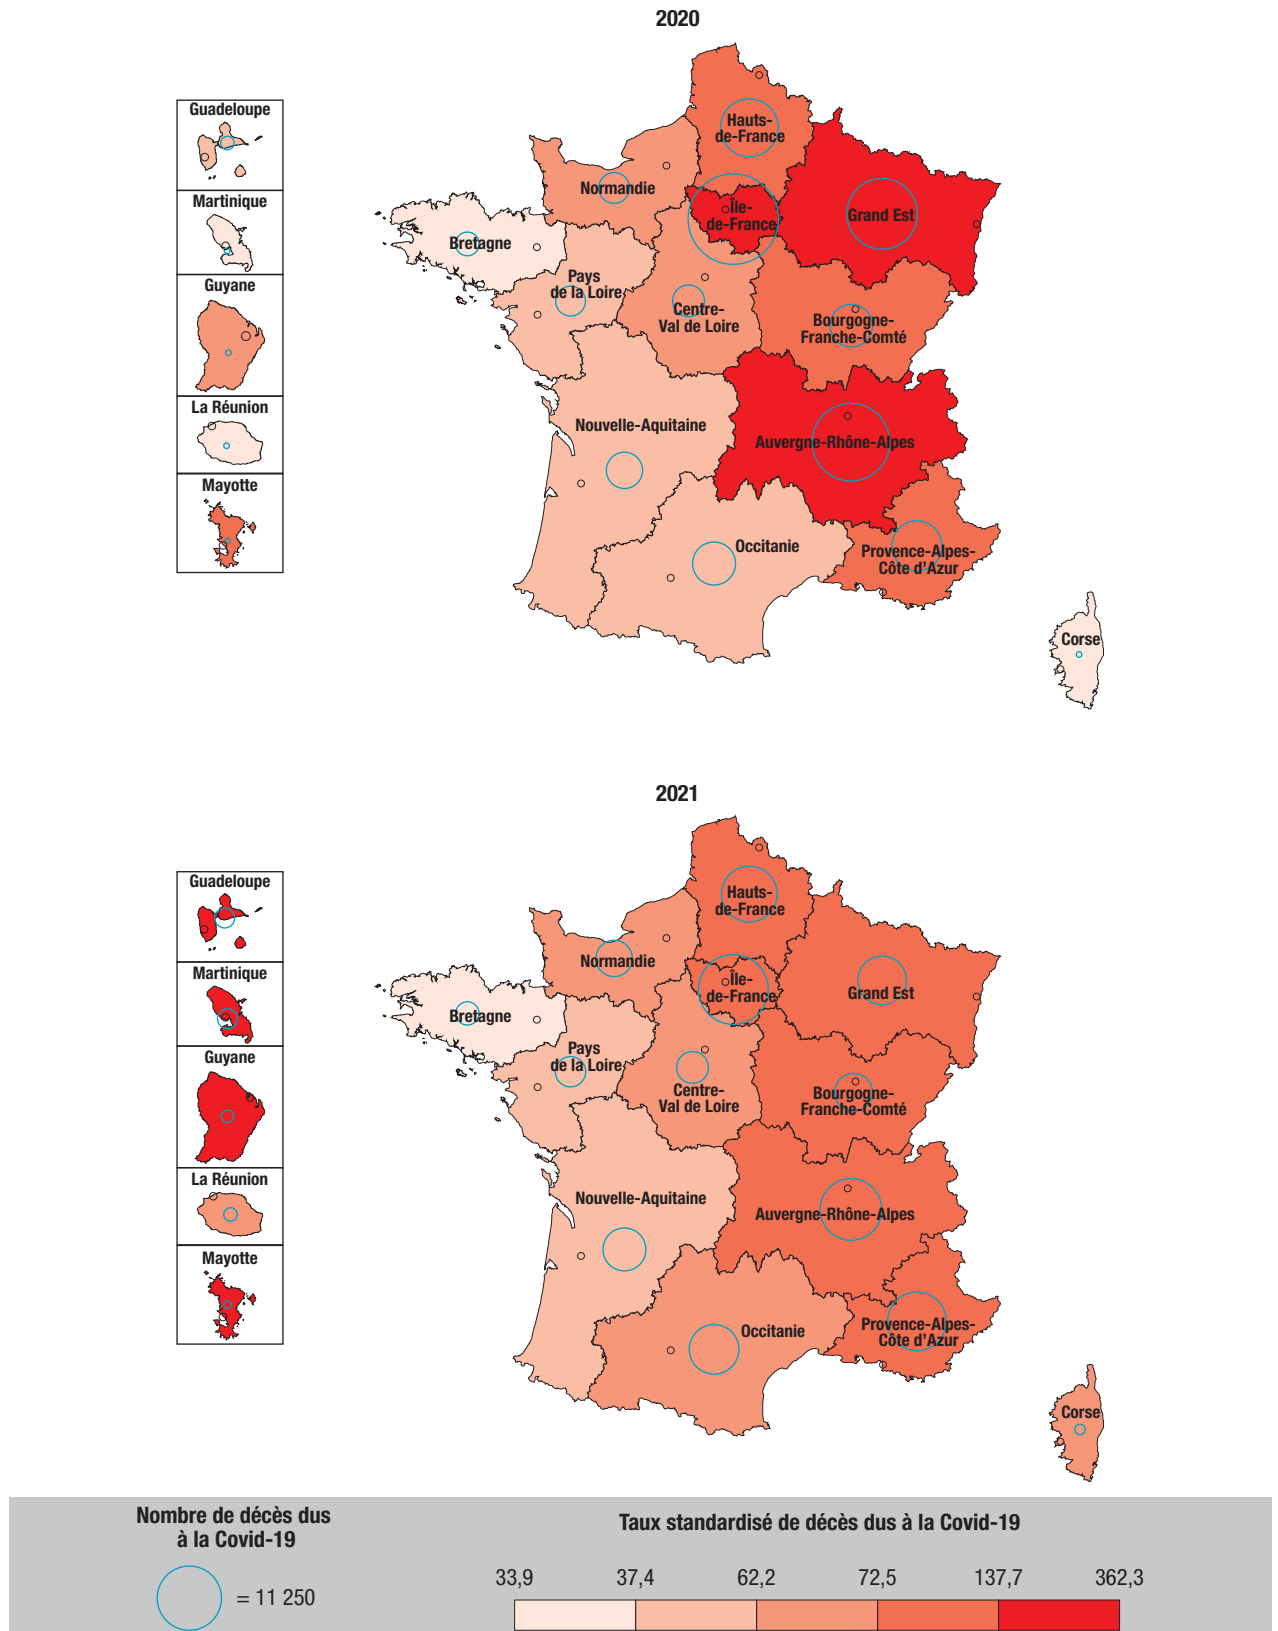 2020
Guadeloupe
Martinique
Guyane
La Réunion
Mayotte
Hauts-
de-France
Normandie
Île-
de-France
Grand Est
Bretagne
Pays
de la Loire
Centre-
Val de Loire
Bourgogne-
Franche-Comté
Nouvelle-Aquitaine
Auvergne-Rhône-Alpes
Occitanie
Provence-Alpes-
Côte d'Azur
Corse
2021
Guadeloupe
Martinique
Guyane
La Réunion
Mayotte
Hauts-
de-France
Normandie
Île-
de-France
Grand Est
Bretagne
Pays
de la Loire
Centre-
Val de Loire
Bourgogne-
Franche-Comté
Nouvelle-Aquitaine
Auvergne-Rhône-Alpes
Occitanie
Provence-Alpes-
Côte d'Azur
Corse
Nombre de décès dus
à la Covid-19
= 11 250
Taux standardisé de décès dus à la Covid-19
33,9 37,4 62,2 72,5 137,7 362,3